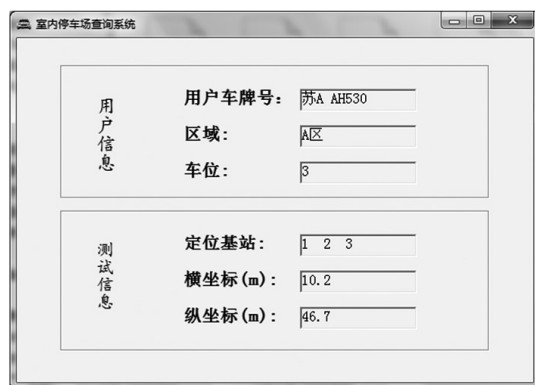 室内停车场查询系统
用户信息
用户车牌号: 苏A AH530
区域: A区
车位: 3
测试信息
定位基站: 1 2 3
横坐标(m): 10.2
纵坐标(m): 46.7